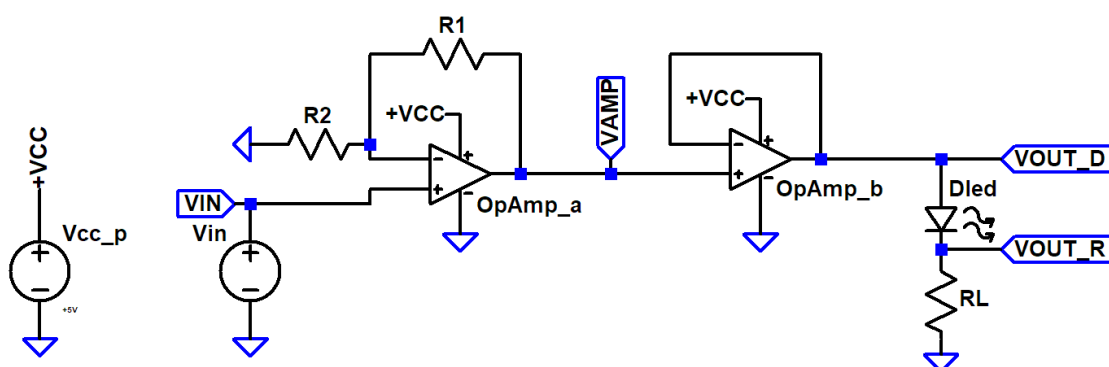 R1
R2
+VCC
VAMP
+VCC
+VCC
OpAmp_a
OpAmp_b
VOUT_D
Dled
VIN
Vin
Vcc_p
VOUT_R
RL
+5V